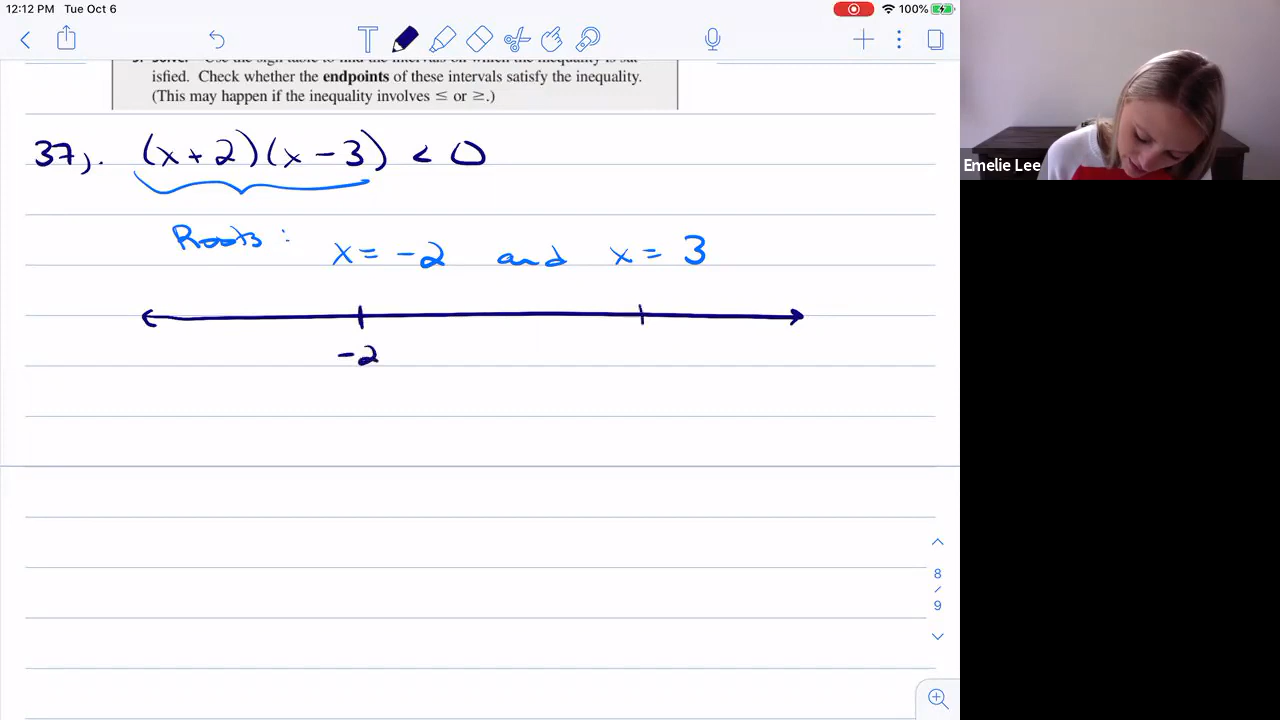 12:12 PM Tue Oct 6
100%
T
isfied. Check whether the endpoints of these intervals satisfy the inequality.
(This may happen if the inequality involves ≤ or ≥.)
37). (x + 2)(x - 3) < 0
Roots: x = -2 and x = 3
-2
8
/
9
Emelie Lee